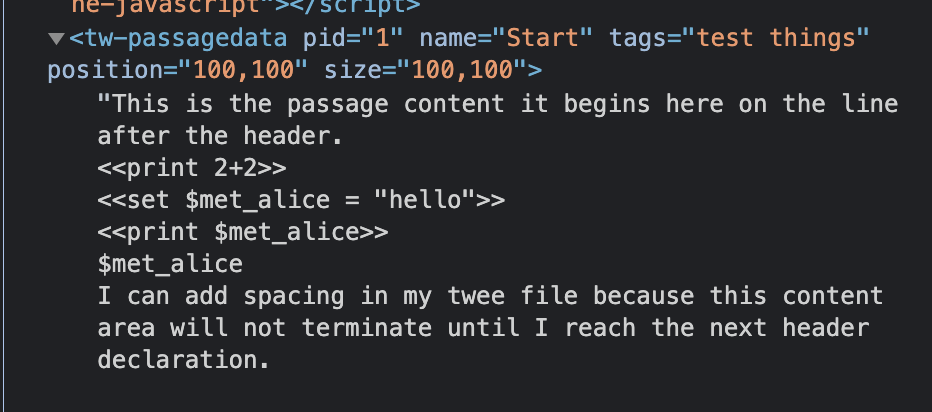 ne-javascript"></script>
▼<tw-passagedata pid="1" name="Start" tags="test things"
position="100,100" size="100,100">
"This is the passage content it begins here on the line
after the header.
<<print 2+2>>
<<set $met_alice = "hello">>
<<print $met_alice>>
$met_alice
I can add spacing in my twee file because this content
area will not terminate until I reach the next header
declaration.